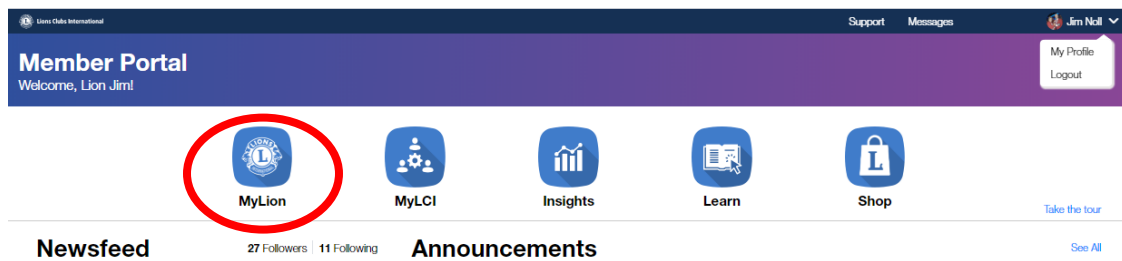 Lions Clubs International
Support Messages Jim Noll
My Profile
Logout
Member Portal
Welcome, Lion Jim!
LIONS
L
L
MyLion MyLCI Insights Learn Shop
Take the tour
Newsfeed 27 Followers 11 Following Announcements See All